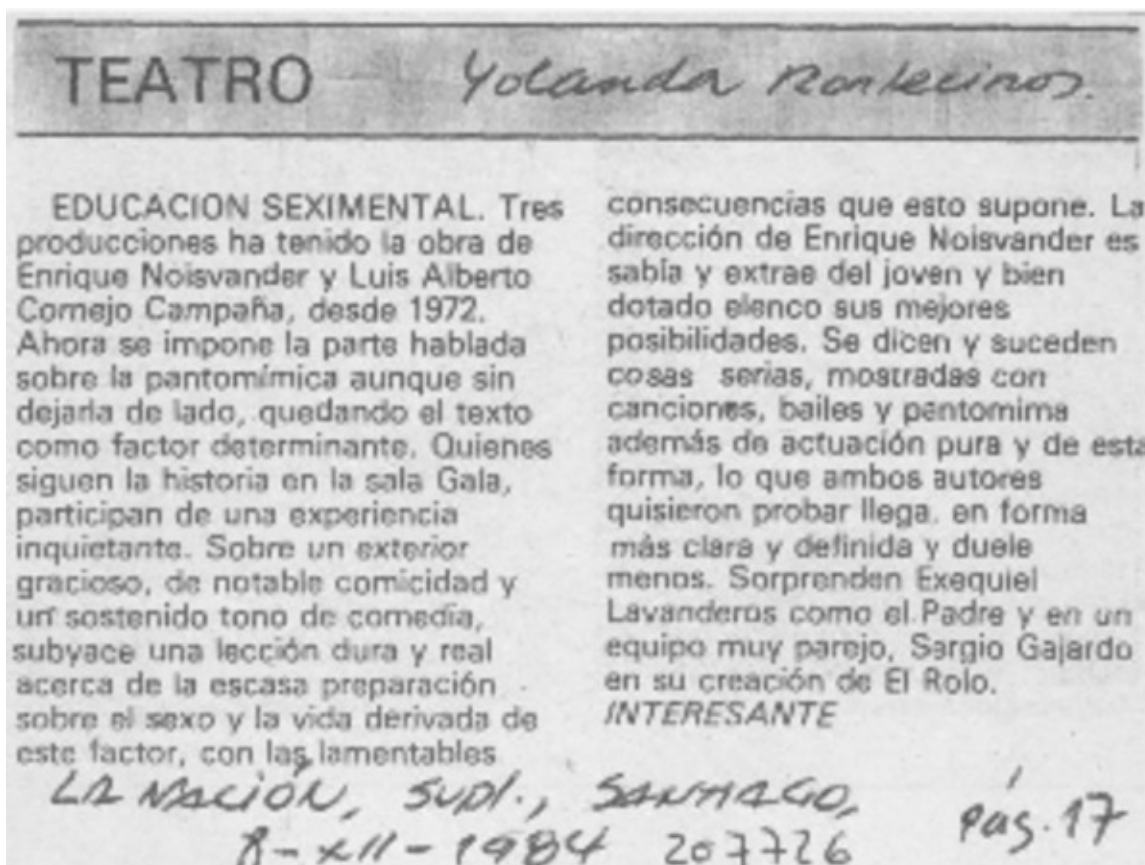 TEATRO Yolanda Montecinos.
EDUCACION SEXIMENTAL. Tres
producciones ha tenido la obra de
Enrique Noisvander y Luis Alberto
Cornejo Campaña, desde 1972.
Ahora se impone la parte hablada
sobre la pantomímica aunque sin
dejarla de lado, quedando el texto
como factor determinante. Quienes
siguen la historia en la sala Gala,
participan de una experiencia
inquietante. Sobre un exterior
gracioso, de notable comicidad y
un sostenido tono de comedia,
subyace una lección dura y real
acerca de la escasa preparación
sobre el sexo y la vida derivada de
este factor, con las lamentables
consecuencias que esto supone. La
dirección de Enrique Noisvander es
sabia y extrae del joven y bien
dotado elenco sus mejores
posibilidades. Se dicen y suceden
cosas serias, mostradas con
canciones, bailes y pantomima
además de actuación pura y de esta
forma, lo que ambos autores
quisieron probar llega. en forma
más clara y definida y duele
menos. Sorprenden Exequiel
Lavanderos como el Padre y en un
equipo muy parejo, Sergio Gajardo
en su creación de El Rolo.
INTERESANTE
LA NACIÓN, SUPl., SANTIAGO,
8-XII-1984 207726 pág. 17